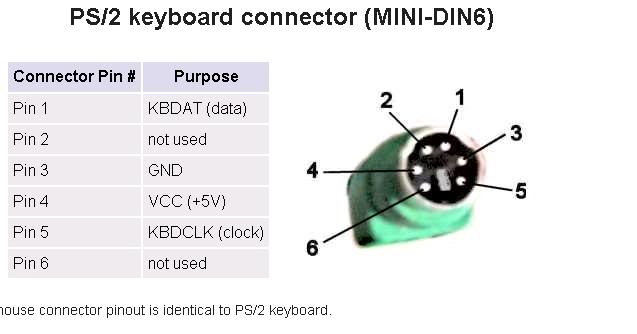 PS/2 keyboard connector (MINI-DIN6)
Connector Pin # Purpose
Pin 1 KBDAT (data)
Pin 2 not used
Pin 3 GND
Pin 4 VCC (+5V)
Pin 5 KBDCLK (clock)
Pin 6 not used
2 1
3
4
5
6
connector pinout is identical to PS/2 keyboard.